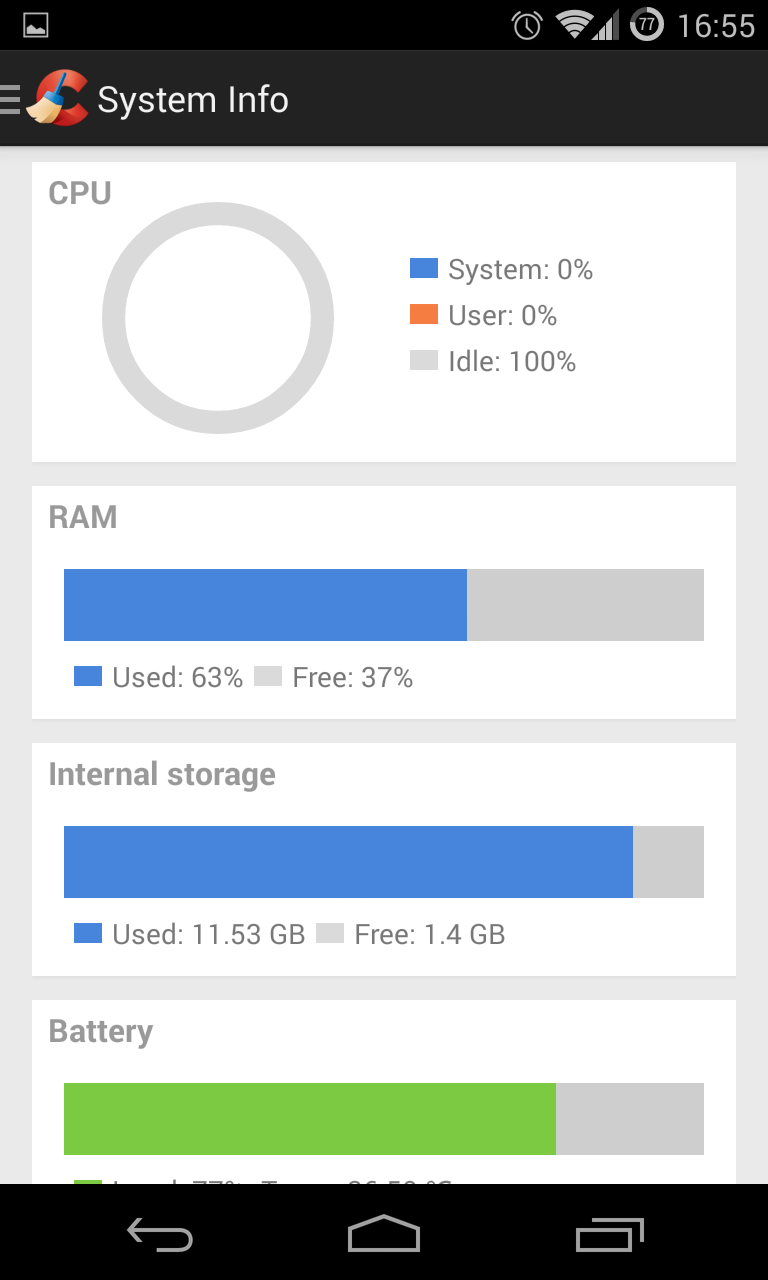 77 16:55
System Info
CPU
System: 0%
User: 0%
Idle: 100%
RAM
Used: 63% Free: 37%
Internal storage
Used: 11.53 GB Free: 1.4 GB
Battery